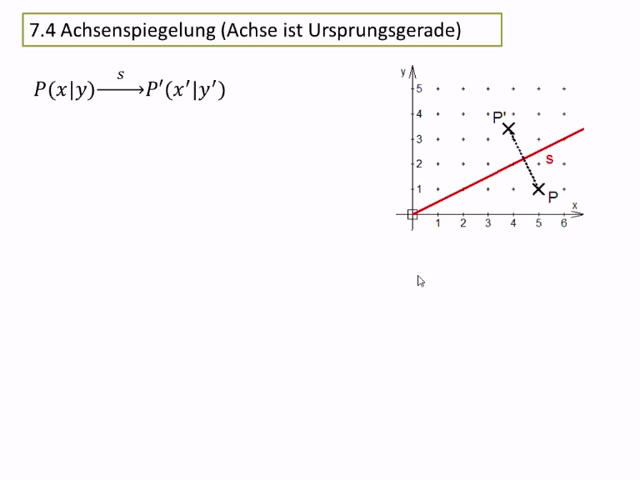 7.4 Achsenspiegelung (Achse ist Ursprungsgerade)
s
P(x|y)⟶P′(x′|y′)
y
5
4
P'
3
2
s
1
P
x
1 2 3 4 5 6